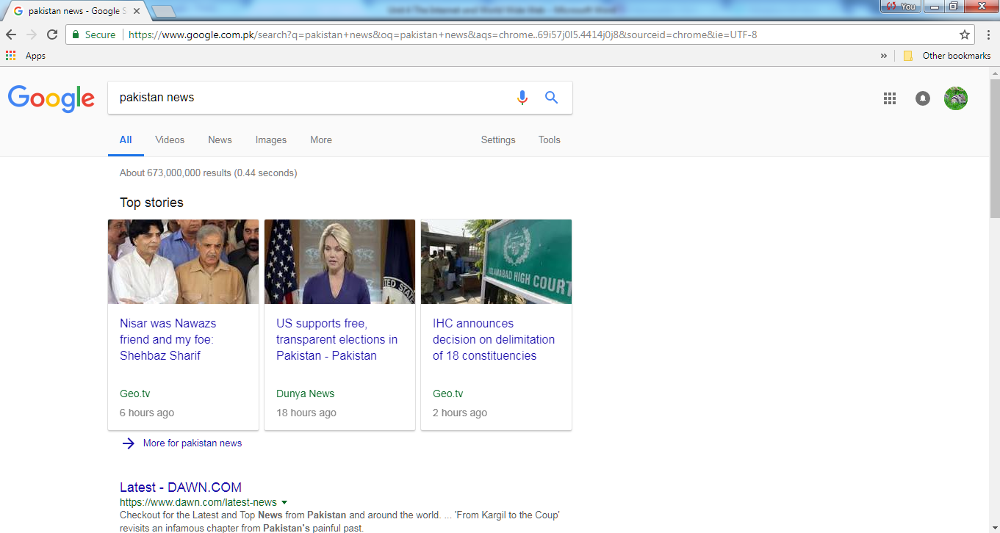 pakistan news - Google S
You
Secure https://www.google.com.pk/search?q=pakistan+news&oq=pakistan+news&aqs=chrome..69i57j0l5.4414j0j8&sourceid=chrome&ie=UTF-8
Apps
» Other bookmarks
Google
pakistan news
All Videos News Images More Settings Tools
About 673,000,000 results (0.44 seconds)
Top stories
UNITED STATES
ISLAMABAD HIGH COURT
Nisar was Nawazs
friend and my foe:
Shehbaz Sharif
Geo.tv
6 hours ago
US supports free,
transparent elections in
Pakistan - Pakistan
Dunya News
18 hours ago
IHC announces
decision on delimitation
of 18 constituencies
Geo.tv
2 hours ago
More for pakistan news
Latest - DAWN.COM
https://www.dawn.com/latest-news
Checkout for the Latest and Top News from Pakistan and around the world. ... 'From Kargil to the Coup'
revisits an infamous chapter from Pakistan's painful past.